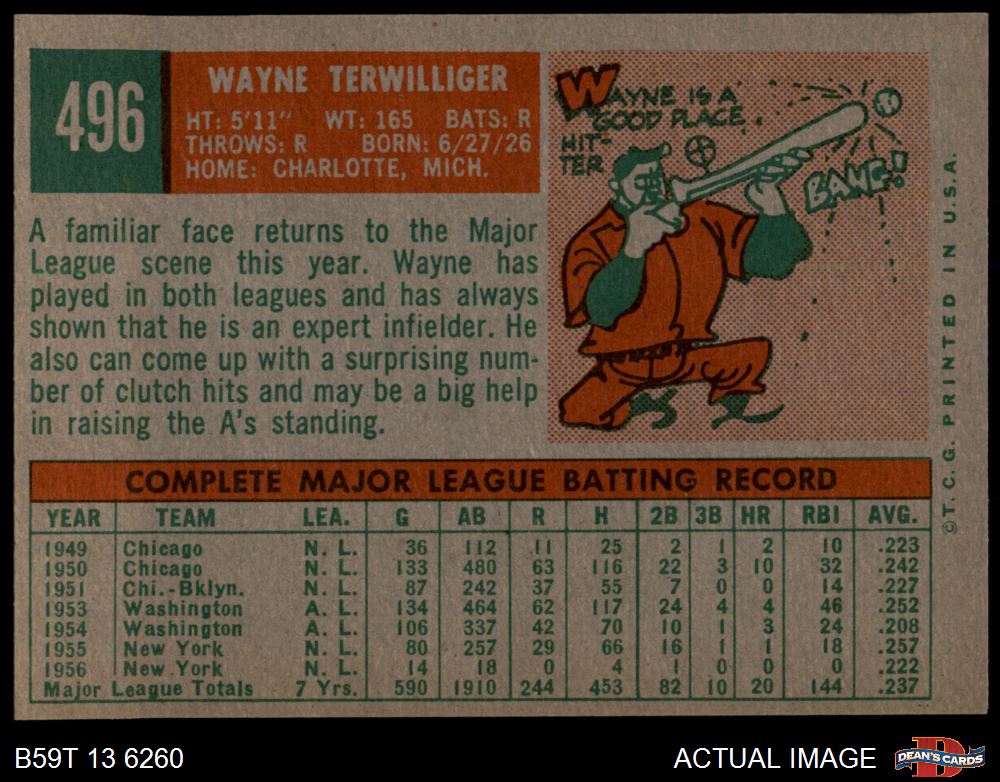 496
WAYNE TERWILLIGER
HT: 5'11" WT: 165 BATS: R
THROWS: R BORN: 6/27/26
HOME: CHARLOTTE, MICH.
A familiar face returns to the Major
League scene this year. Wayne has
played in both leagues and has always
shown that he is an expert infielder. He
also can come up with a surprising num-
ber of clutch hits and may be a big help
in raising the A's standing.
WAYNE IS A
GOOD PLACE
HIT-
TER
BANG!
COMPLETE MAJOR LEAGUE BATTING RECORD
YEAR TEAM LEA. G AB R H 2B 3B HR RBI AVG.
1949 Chicago N. L. 36 112 11 25 2 1 2 10 .223
1950 Chicago N. L. 133 480 63 116 22 3 10 32 .242
1951 Chi.-Bklyn. N. L. 87 242 37 55 7 0 0 14 .227
1953 Washington A. L. 134 464 62 117 24 4 4 46 .252
1954 Washington A. L. 106 337 42 70 10 1 3 24 .208
1955 New York N. L. 80 257 29 66 16 1 1 18 .257
1956 New York N. L. 14 18 0 4 1 0 0 0 .222
Major League Totals 7 Yrs. 590 1910 244 453 82 10 20 144 .237
©T.C.G. PRINTED IN U.S.A.
B59T 13 6260
ACTUAL IMAGE
D
DEAN'S CARDS